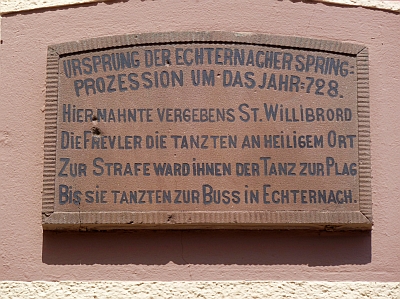 URSPRUNG DER ECHTERNACHER SPRING=
PROZESSION UM DAS JAHR=728.
HIER MAHNTE VERGEBENS ST. WILLIBRORD
DIE FREVLER DIE TANZTEN AN HEILIGEM ORT
ZUR STRAFE WARD IHNEN DER TANZ ZUR PLAG
BIS SIE TANZTEN ZUR BUSS IN ECHTERNACH.